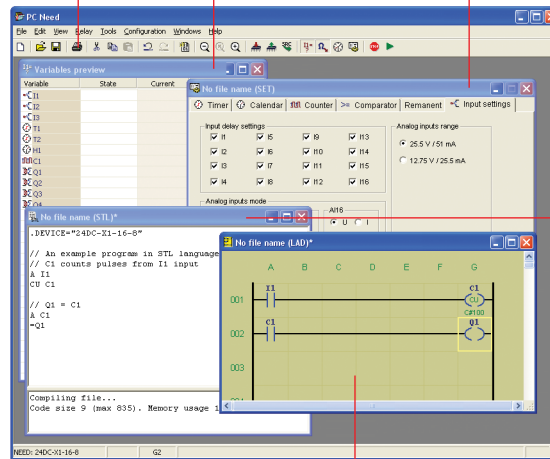 PC Need
File Edit View Relay Tools Configuration Windows Help
Variables preview
Variable State Current
I1
I2
I3
T1
T2
H1
C1
Q1
Q2
Q3
Q4
No file name (SET)
Timer Calendar Counter Comparator Remanent Input settings
Input delay settings
I1 I5 I9 I13
I2 I6 I10 I14
I3 I7 I11 I15
I4 I8 I12 I16
Analog inputs range
25.5 V / 51 mA
12.75 V / 25.5 mA
Analog inputs mode
AI16
U I
No file name (STL)*
.DEVICE="24DC-X1-16-8"
// An example program in STL language
// C1 counts pulses from I1 input
A I1
CU C1
// Q1 = C1
A C1
=Q1
Compiling file...
Code size 9 (max 835). Memory usage 1
No file name (LAD)*
A B C D E F G
I1 C1
001 CU
C#100
C1 Q1
002
003
004
NEED: 24DC-X1-16-8 G2